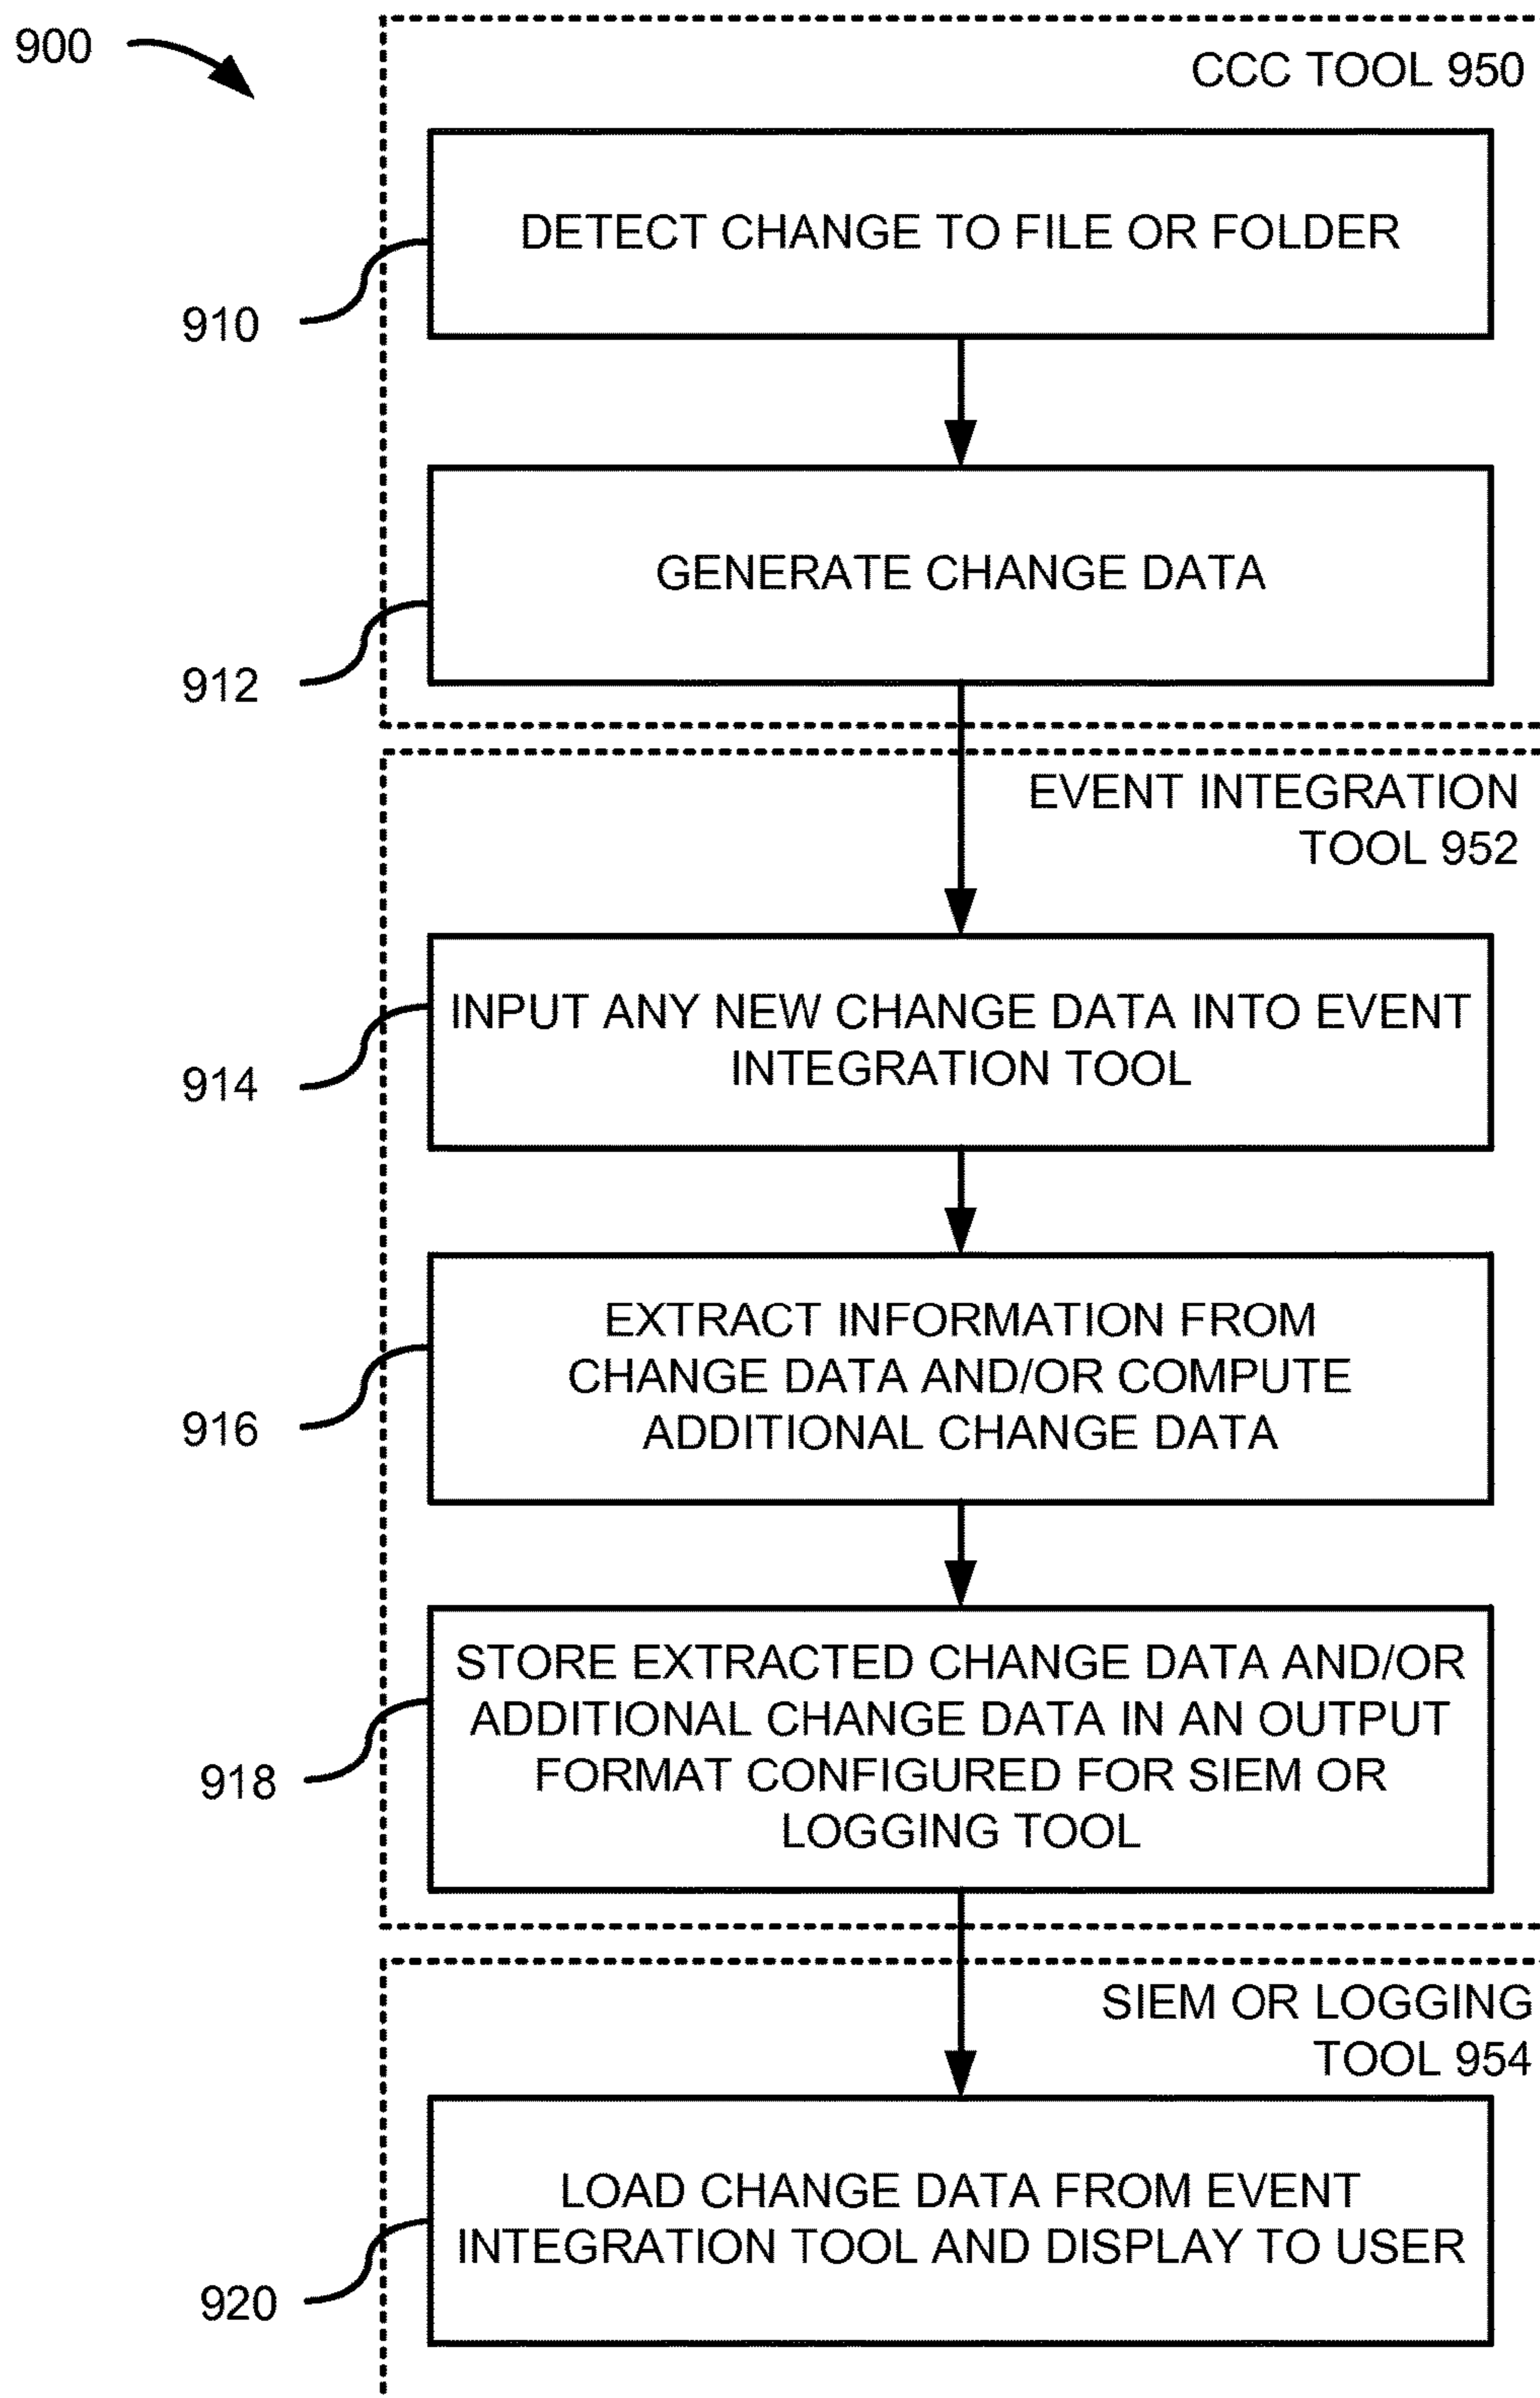 900
CCC TOOL 950
DETECT CHANGE TO FILE OR FOLDER
910
GENERATE CHANGE DATA
912
EVENT INTEGRATION
TOOL 952
INPUT ANY NEW CHANGE DATA INTO EVENT
INTEGRATION TOOL
914
EXTRACT INFORMATION FROM
CHANGE DATA AND/OR COMPUTE
ADDITIONAL CHANGE DATA
916
STORE EXTRACTED CHANGE DATA AND/OR
ADDITIONAL CHANGE DATA IN AN OUTPUT
FORMAT CONFIGURED FOR SIEM OR
LOGGING TOOL
918
SIEM OR LOGGING
TOOL 954
LOAD CHANGE DATA FROM EVENT
INTEGRATION TOOL AND DISPLAY TO USER
920